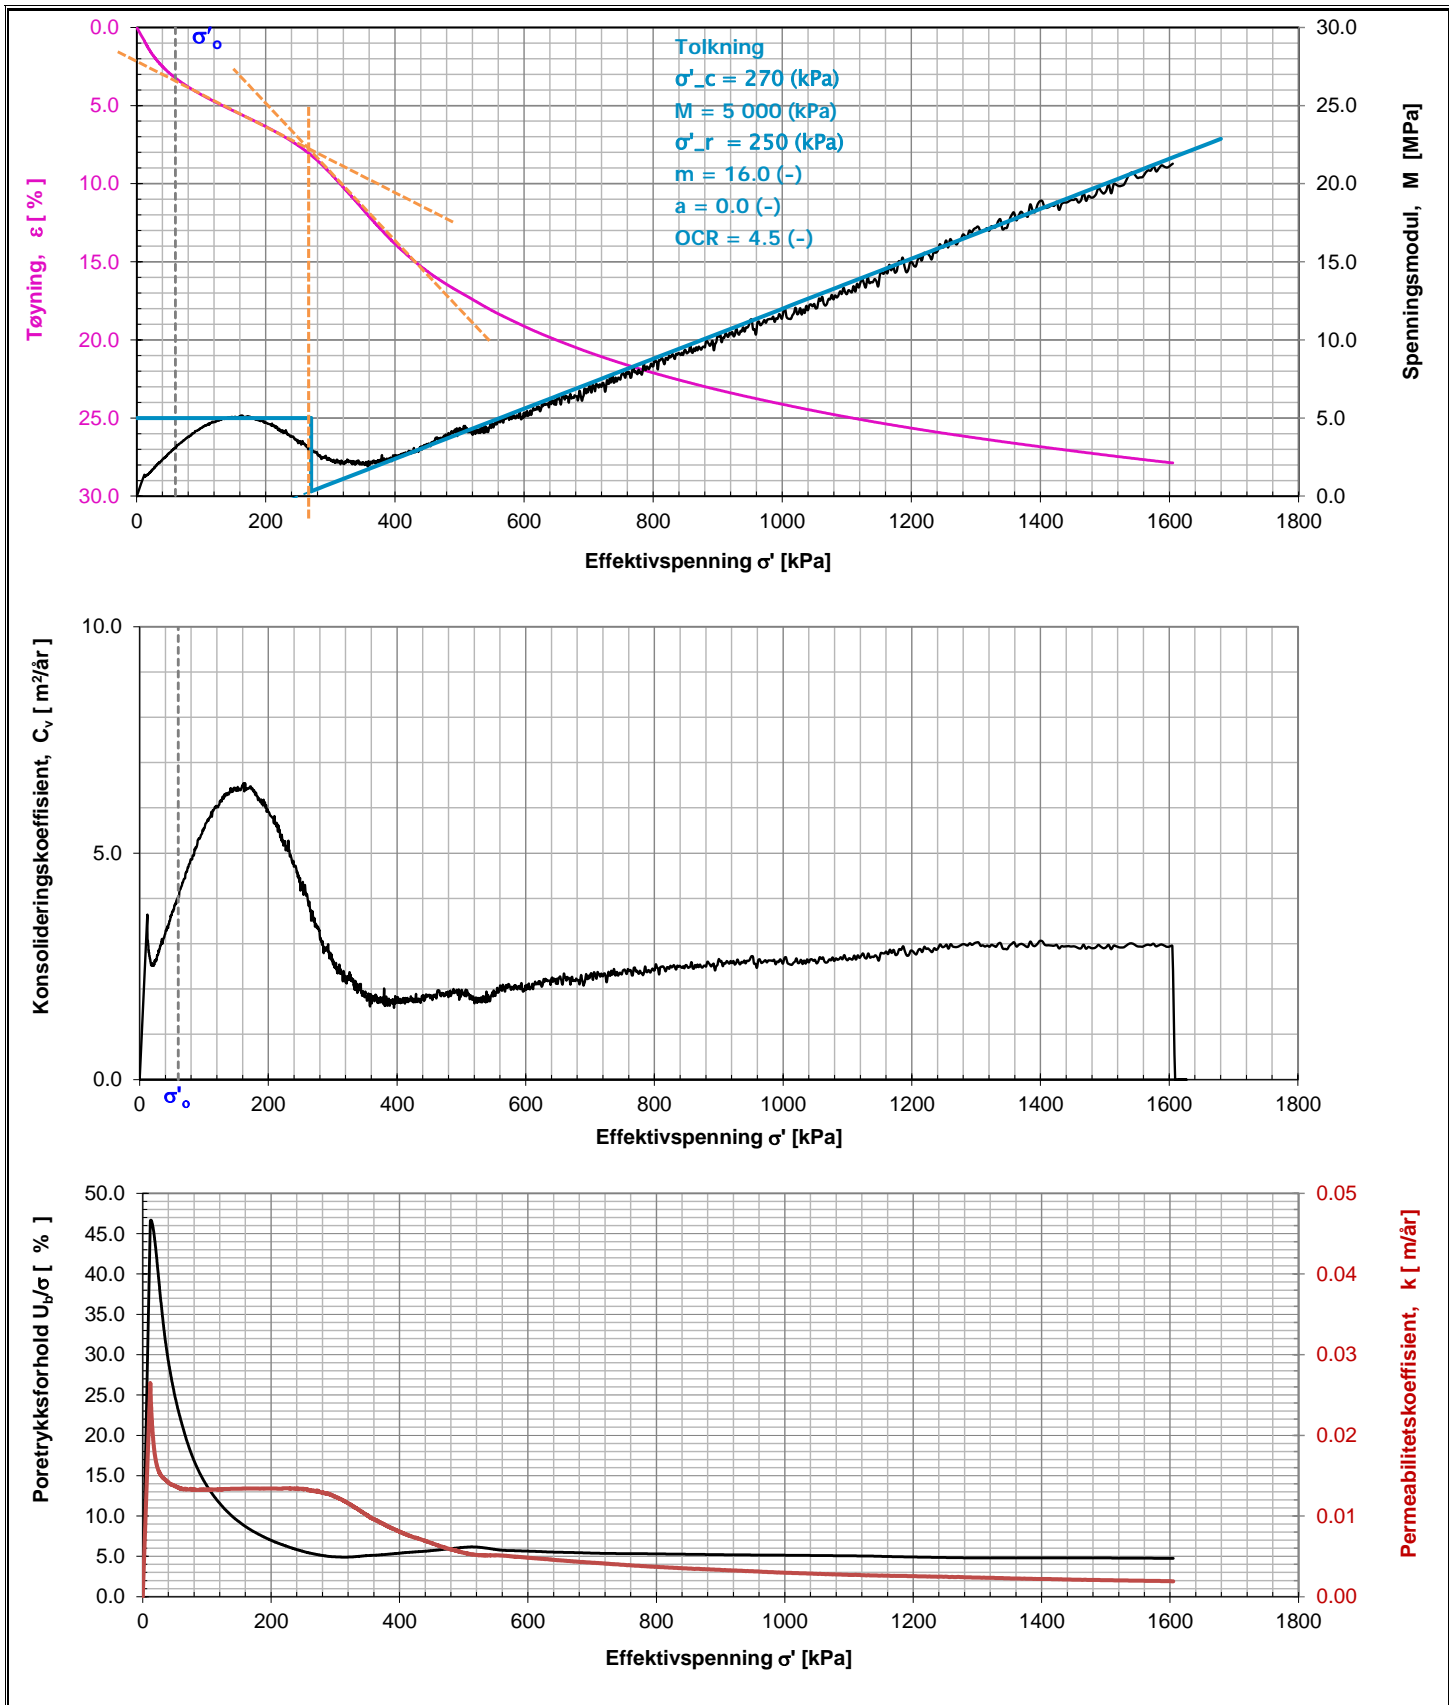 0.0
5.0
10.0
15.0
20.0
25.0
30.0
Tøyning, ε [ % ]
σ'o
Tolkning
σ'_c = 270 (kPa)
M = 5 000 (kPa)
σ'_r = 250 (kPa)
m = 16.0 (-)
a = 0.0 (-)
OCR = 4.5 (-)
30.0
25.0
20.0
15.0
10.0
5.0
0.0
Spenningsmodul, M [MPa]
0 200 400 600 800 1000 1200 1400 1600 1800
Effektivspenning σ' [kPa]
10.0
5.0
0.0
Konsolideringskoeffisient, Cv [ m²/år ]
0 200 400 600 800 1000 1200 1400 1600 1800
σ'o
Effektivspenning σ' [kPa]
50.0
45.0
40.0
35.0
30.0
25.0
20.0
15.0
10.0
5.0
0.0
Poretrykksforhold Ub/σ [ % ]
0.05
0.04
0.03
0.02
0.01
0.00
Permeabilitetskoeffisient, k [ m/år]
0 200 400 600 800 1000 1200 1400 1600 1800
Effektivspenning σ' [kPa]